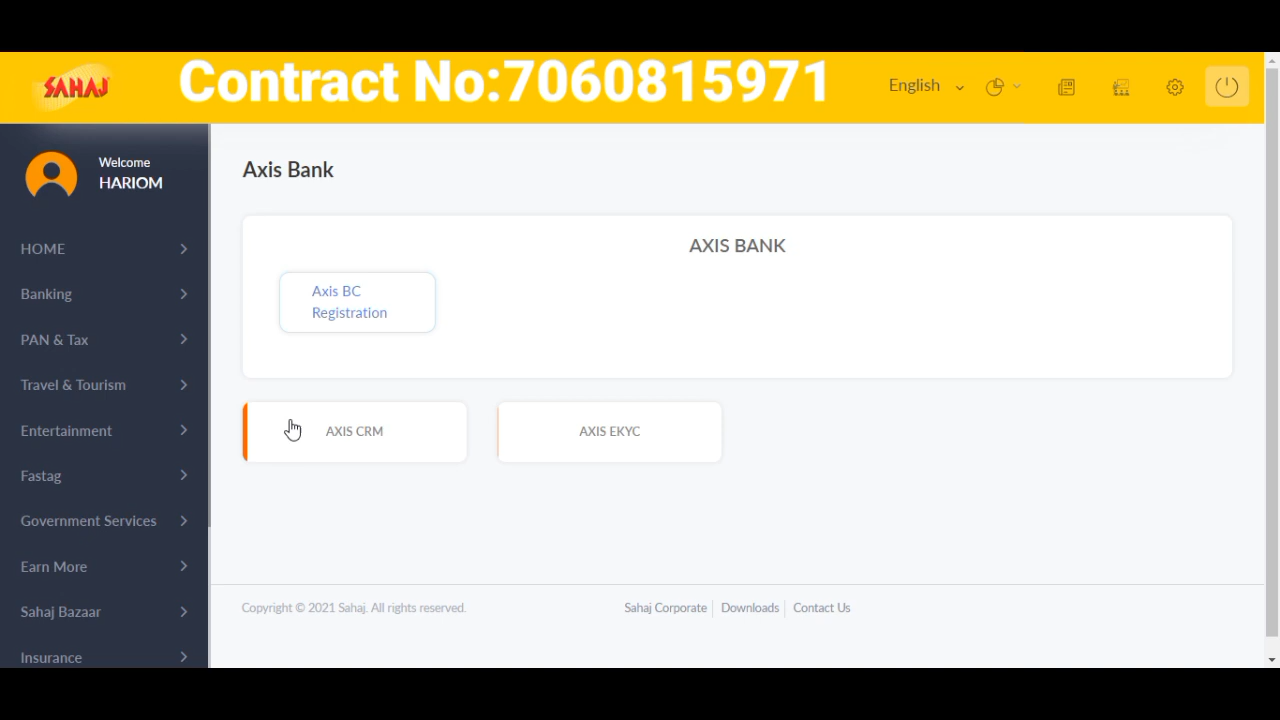 SAHAJ
Contract No:7060815971
English
Welcome
HARIOM
HOME
Banking
PAN & Tax
Travel & Tourism
Entertainment
Fastag
Government Services
Earn More
Sahaj Bazaar
Insurance
Axis Bank
AXIS BANK
Axis BC
Registration
AXIS CRM
AXIS EKYC
Copyright © 2021 Sahaj. All rights reserved.
Sahaj Corporate
Downloads
Contact Us